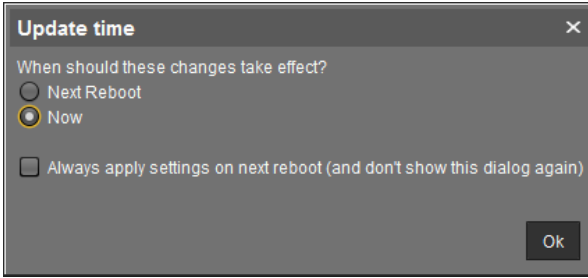 Update time
When should these changes take effect?
Next Reboot
Now
Always apply settings on next reboot (and don't show this dialog again)
Ok